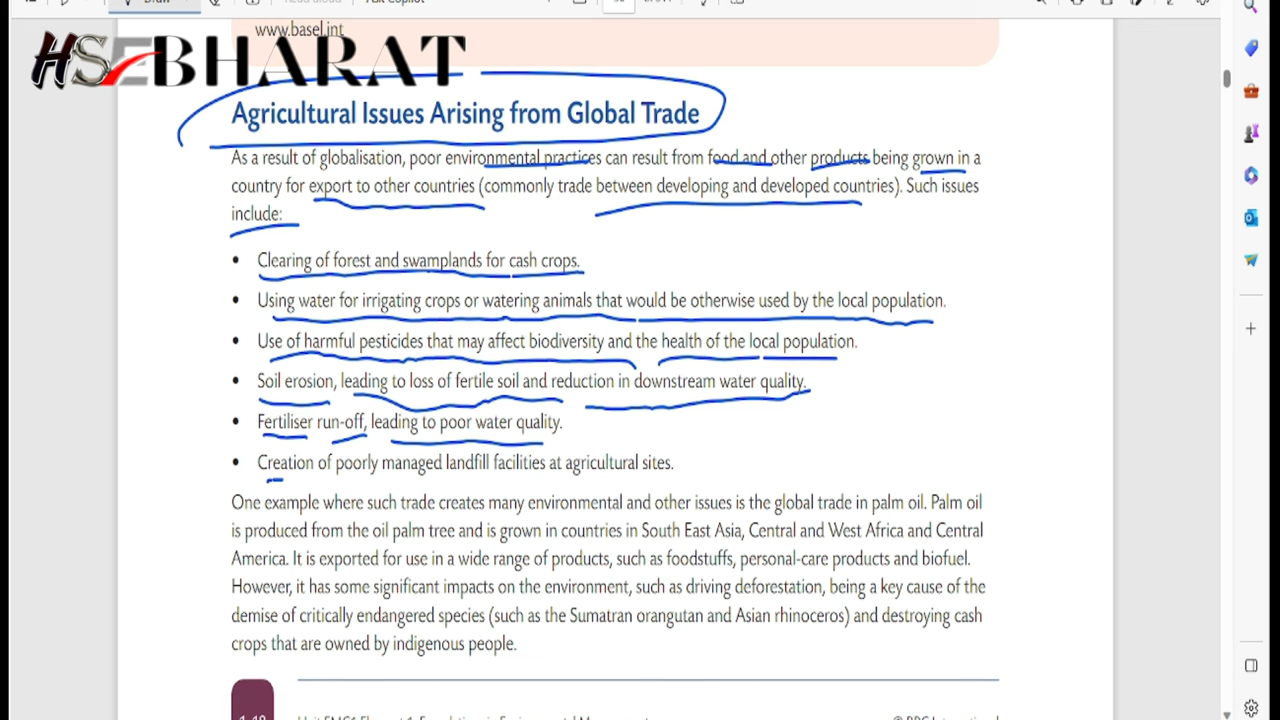 Draw
www.basel.int
HSEBHARAT
Agricultural Issues Arising from Global Trade
As a result of globalisation, poor environmental practices can result from food and other products being grown in a
country for export to other countries (commonly trade between developing and developed countries). Such issues
include:
• Clearing of forest and swamplands for cash crops.
• Using water for irrigating crops or watering animals that would be otherwise used by the local population.
• Use of harmful pesticides that may affect biodiversity and the health of the local population.
• Soil erosion, leading to loss of fertile soil and reduction in downstream water quality.
• Fertiliser run-off, leading to poor water quality.
• Creation of poorly managed landfill facilities at agricultural sites.
One example where such trade creates many environmental and other issues is the global trade in palm oil. Palm oil
is produced from the oil palm tree and is grown in countries in South East Asia, Central and West Africa and Central
America. It is exported for use in a wide range of products, such as foodstuffs, personal-care products and biofuel.
However, it has some significant impacts on the environment, such as driving deforestation, being a key cause of the
demise of critically endangered species (such as the Sumatran orangutan and Asian rhinoceros) and destroying cash
crops that are owned by indigenous people.